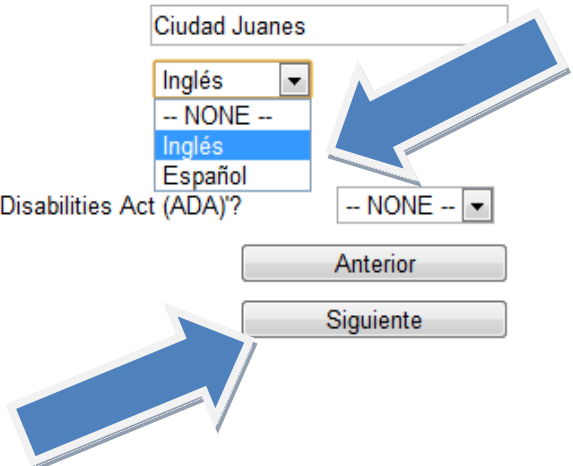 Ciudad Juanes
Inglés
-- NONE --
Inglés
Español
Disabilities Act (ADA)'? -- NONE --
Anterior
Siguiente